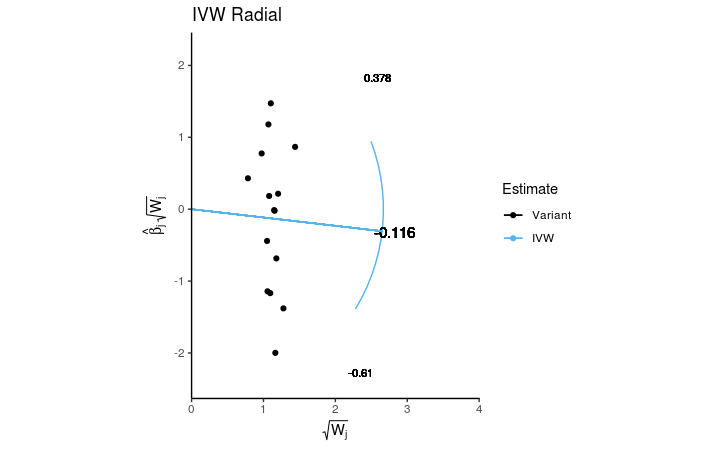 IVW Radial
2
1
0
-1
-2
β̂ⱼ√Wⱼ
0.378
-0.116
-0.61
0 1 2 3 4
√Wⱼ
Estimate
Variant
IVW